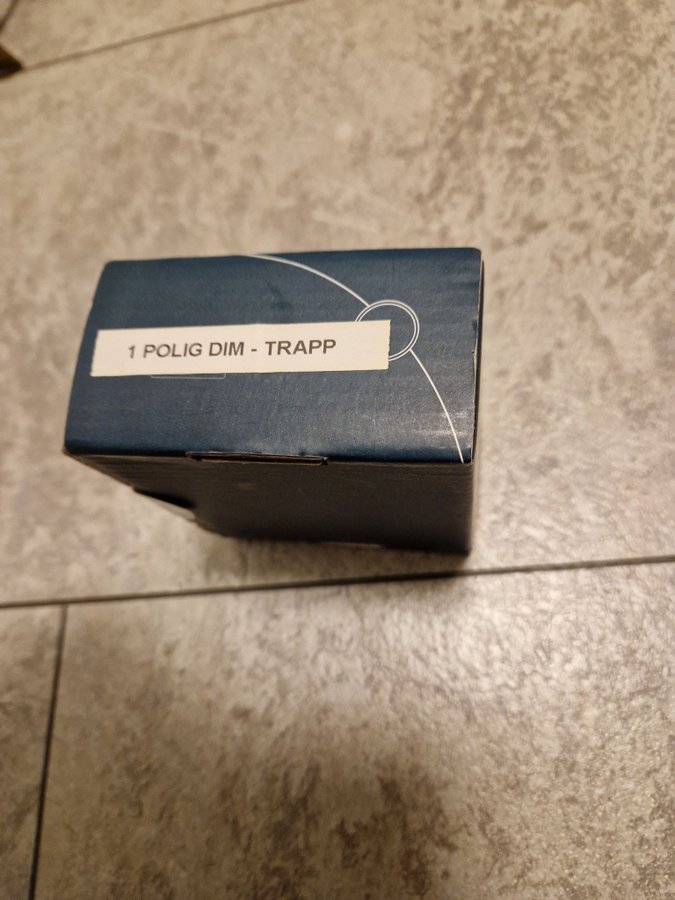 1 POLIG DIM - TRAPP